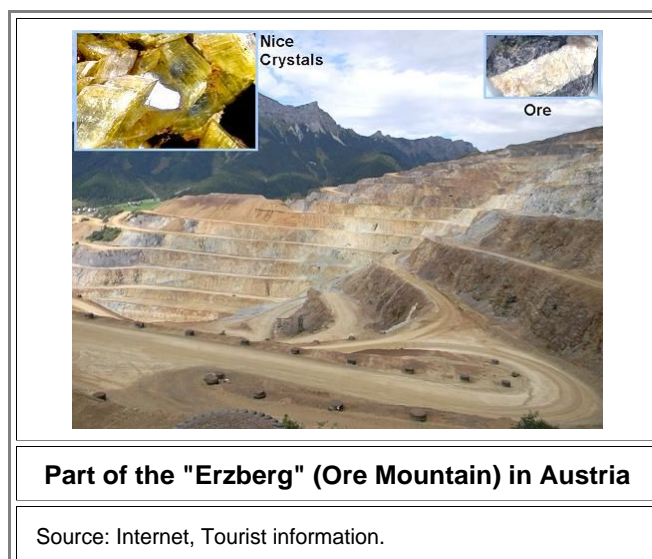 Nice
Crystals
Ore
Part of the "Erzberg" (Ore Mountain) in Austria
Source: Internet, Tourist information.